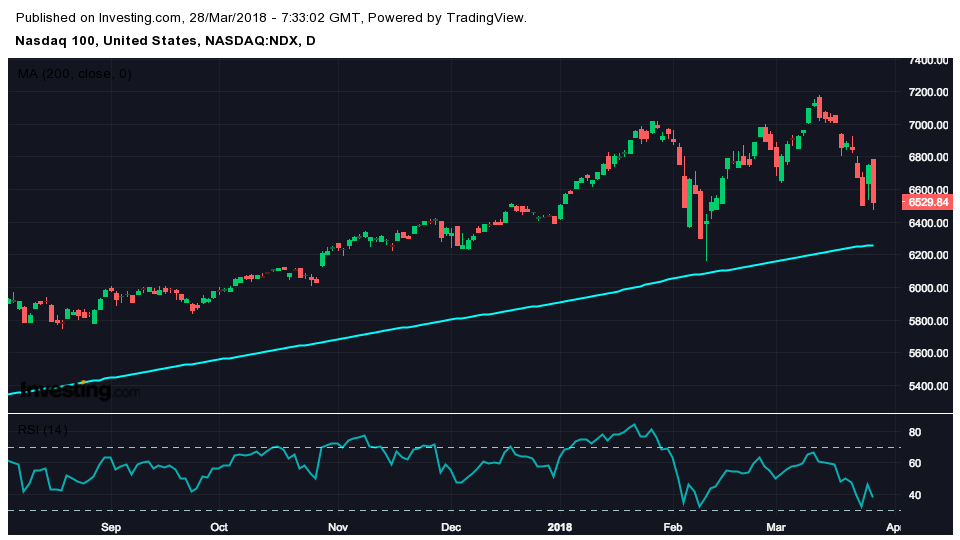 Published on Investing.com, 28/Mar/2018 - 7:33:02 GMT, Powered by TradingView.
Nasdaq 100, United States, NASDAQ:NDX, D
MA (200, close, 0)
7400.00
7200.00
7000.00
6800.00
6600.00
6529.84
6400.00
6200.00
6000.00
5800.00
5600.00
5400.00
Investing.com
RSI (14)
80
60
40
Sep Oct Nov Dec 2018 Feb Mar Apr